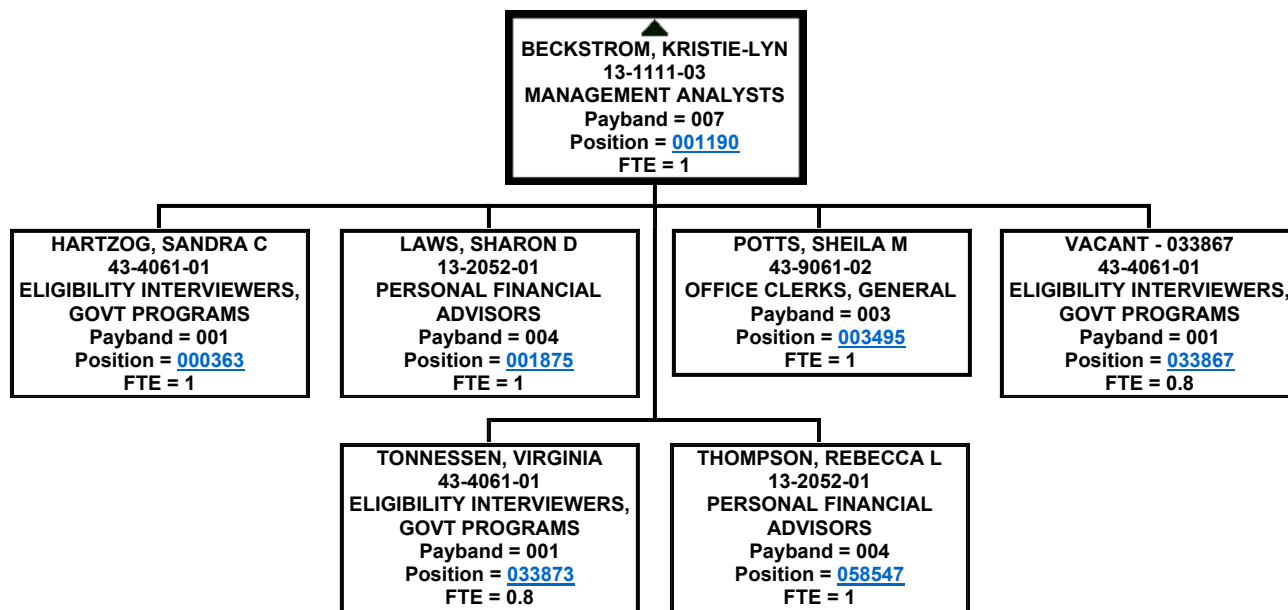 BECKSTROM, KRISTIE-LYN
13-1111-03
MANAGEMENT ANALYSTS
Payband = 007
Position = 001190
FTE = 1
HARTZOG, SANDRA C
43-4061-01
ELIGIBILITY INTERVIEWERS,
GOVT PROGRAMS
Payband = 001
Position = 000363
FTE = 1
LAWS, SHARON D
13-2052-01
PERSONAL FINANCIAL
ADVISORS
Payband = 004
Position = 001875
FTE = 1
POTTS, SHEILA M
43-9061-02
OFFICE CLERKS, GENERAL
Payband = 003
Position = 003495
FTE = 1
VACANT - 033867
43-4061-01
ELIGIBILITY INTERVIEWERS,
GOVT PROGRAMS
Payband = 001
Position = 033867
FTE = 0.8
TONNESSEN, VIRGINIA
43-4061-01
ELIGIBILITY INTERVIEWERS,
GOVT PROGRAMS
Payband = 001
Position = 033873
FTE = 0.8
THOMPSON, REBECCA L
13-2052-01
PERSONAL FINANCIAL
ADVISORS
Payband = 004
Position = 058547
FTE = 1